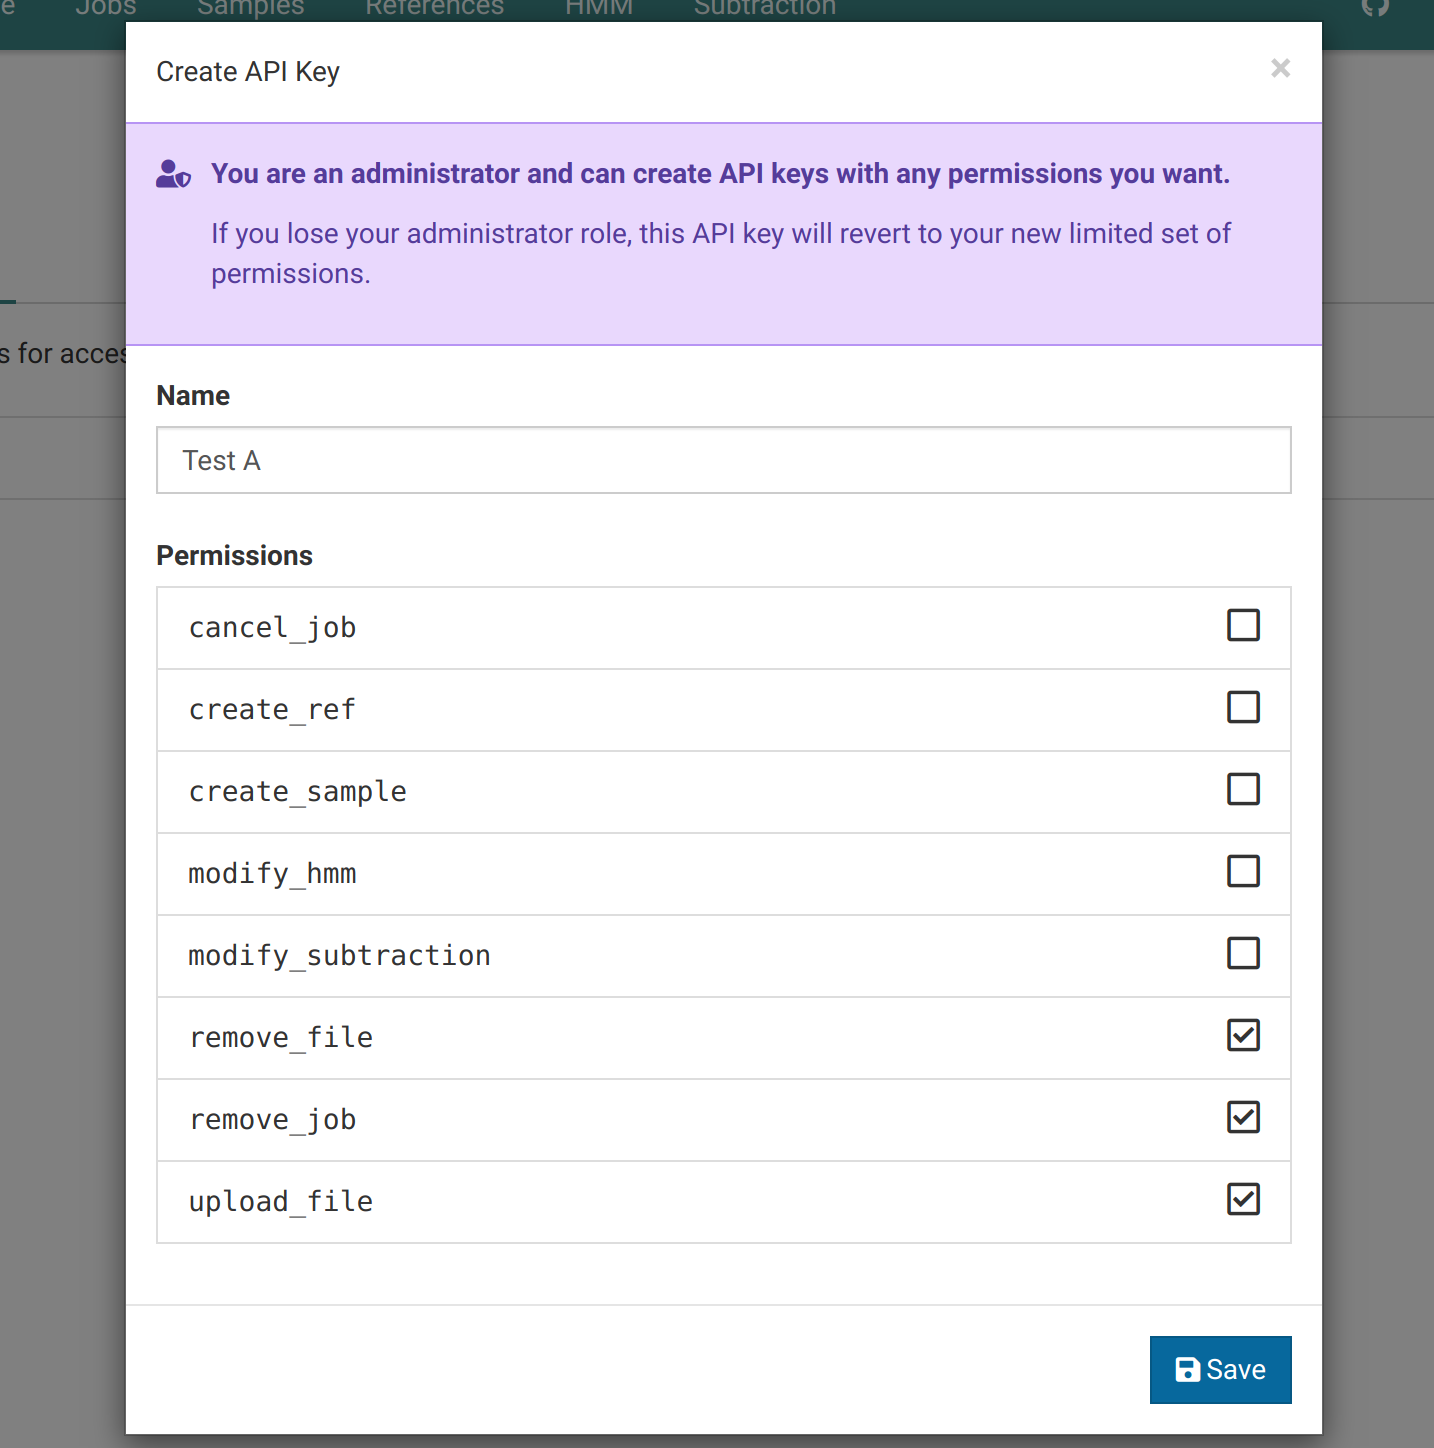 e Jobs Samples References HMM Subtraction
Create API Key ×
You are an administrator and can create API keys with any permissions you want.
If you lose your administrator role, this API key will revert to your new limited set of
permissions.
s for acces
Name
Test A
Permissions
cancel_job
create_ref
create_sample
modify_hmm
modify_subtraction
remove_file
remove_job
upload_file
Save